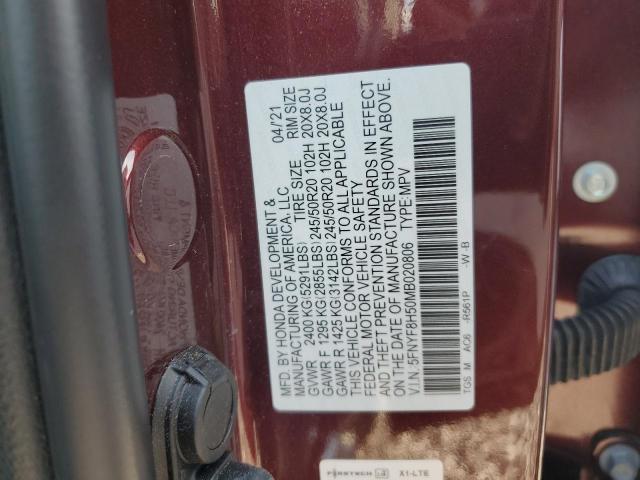 MFD. BY HONDA DEVELOPMENT & 04/21
MANUFACTURING OF AMERICA, LLC
TIRE SIZE RIM SIZE
GVWR 2400 KG(5291LBS)
GAWR F 1295 KG(2855LBS) 245/50R20 102H 20X8.0J
GAWR R 1425 KG(3142LBS) 245/50R20 102H 20X8.0J
THIS VEHICLE CONFORMS TO ALL APPLICABLE
FEDERAL MOTOR VEHICLE SAFETY
AND THEFT PREVENTION STANDARDS IN EFFECT
ON THE DATE OF MANUFACTURE SHOWN ABOVE.
V.I.N. 5FNYF8H50MB020806 TYPE:MPV
TGS M AC6 -R561P -W -B
FIRSTECH X1-LTE